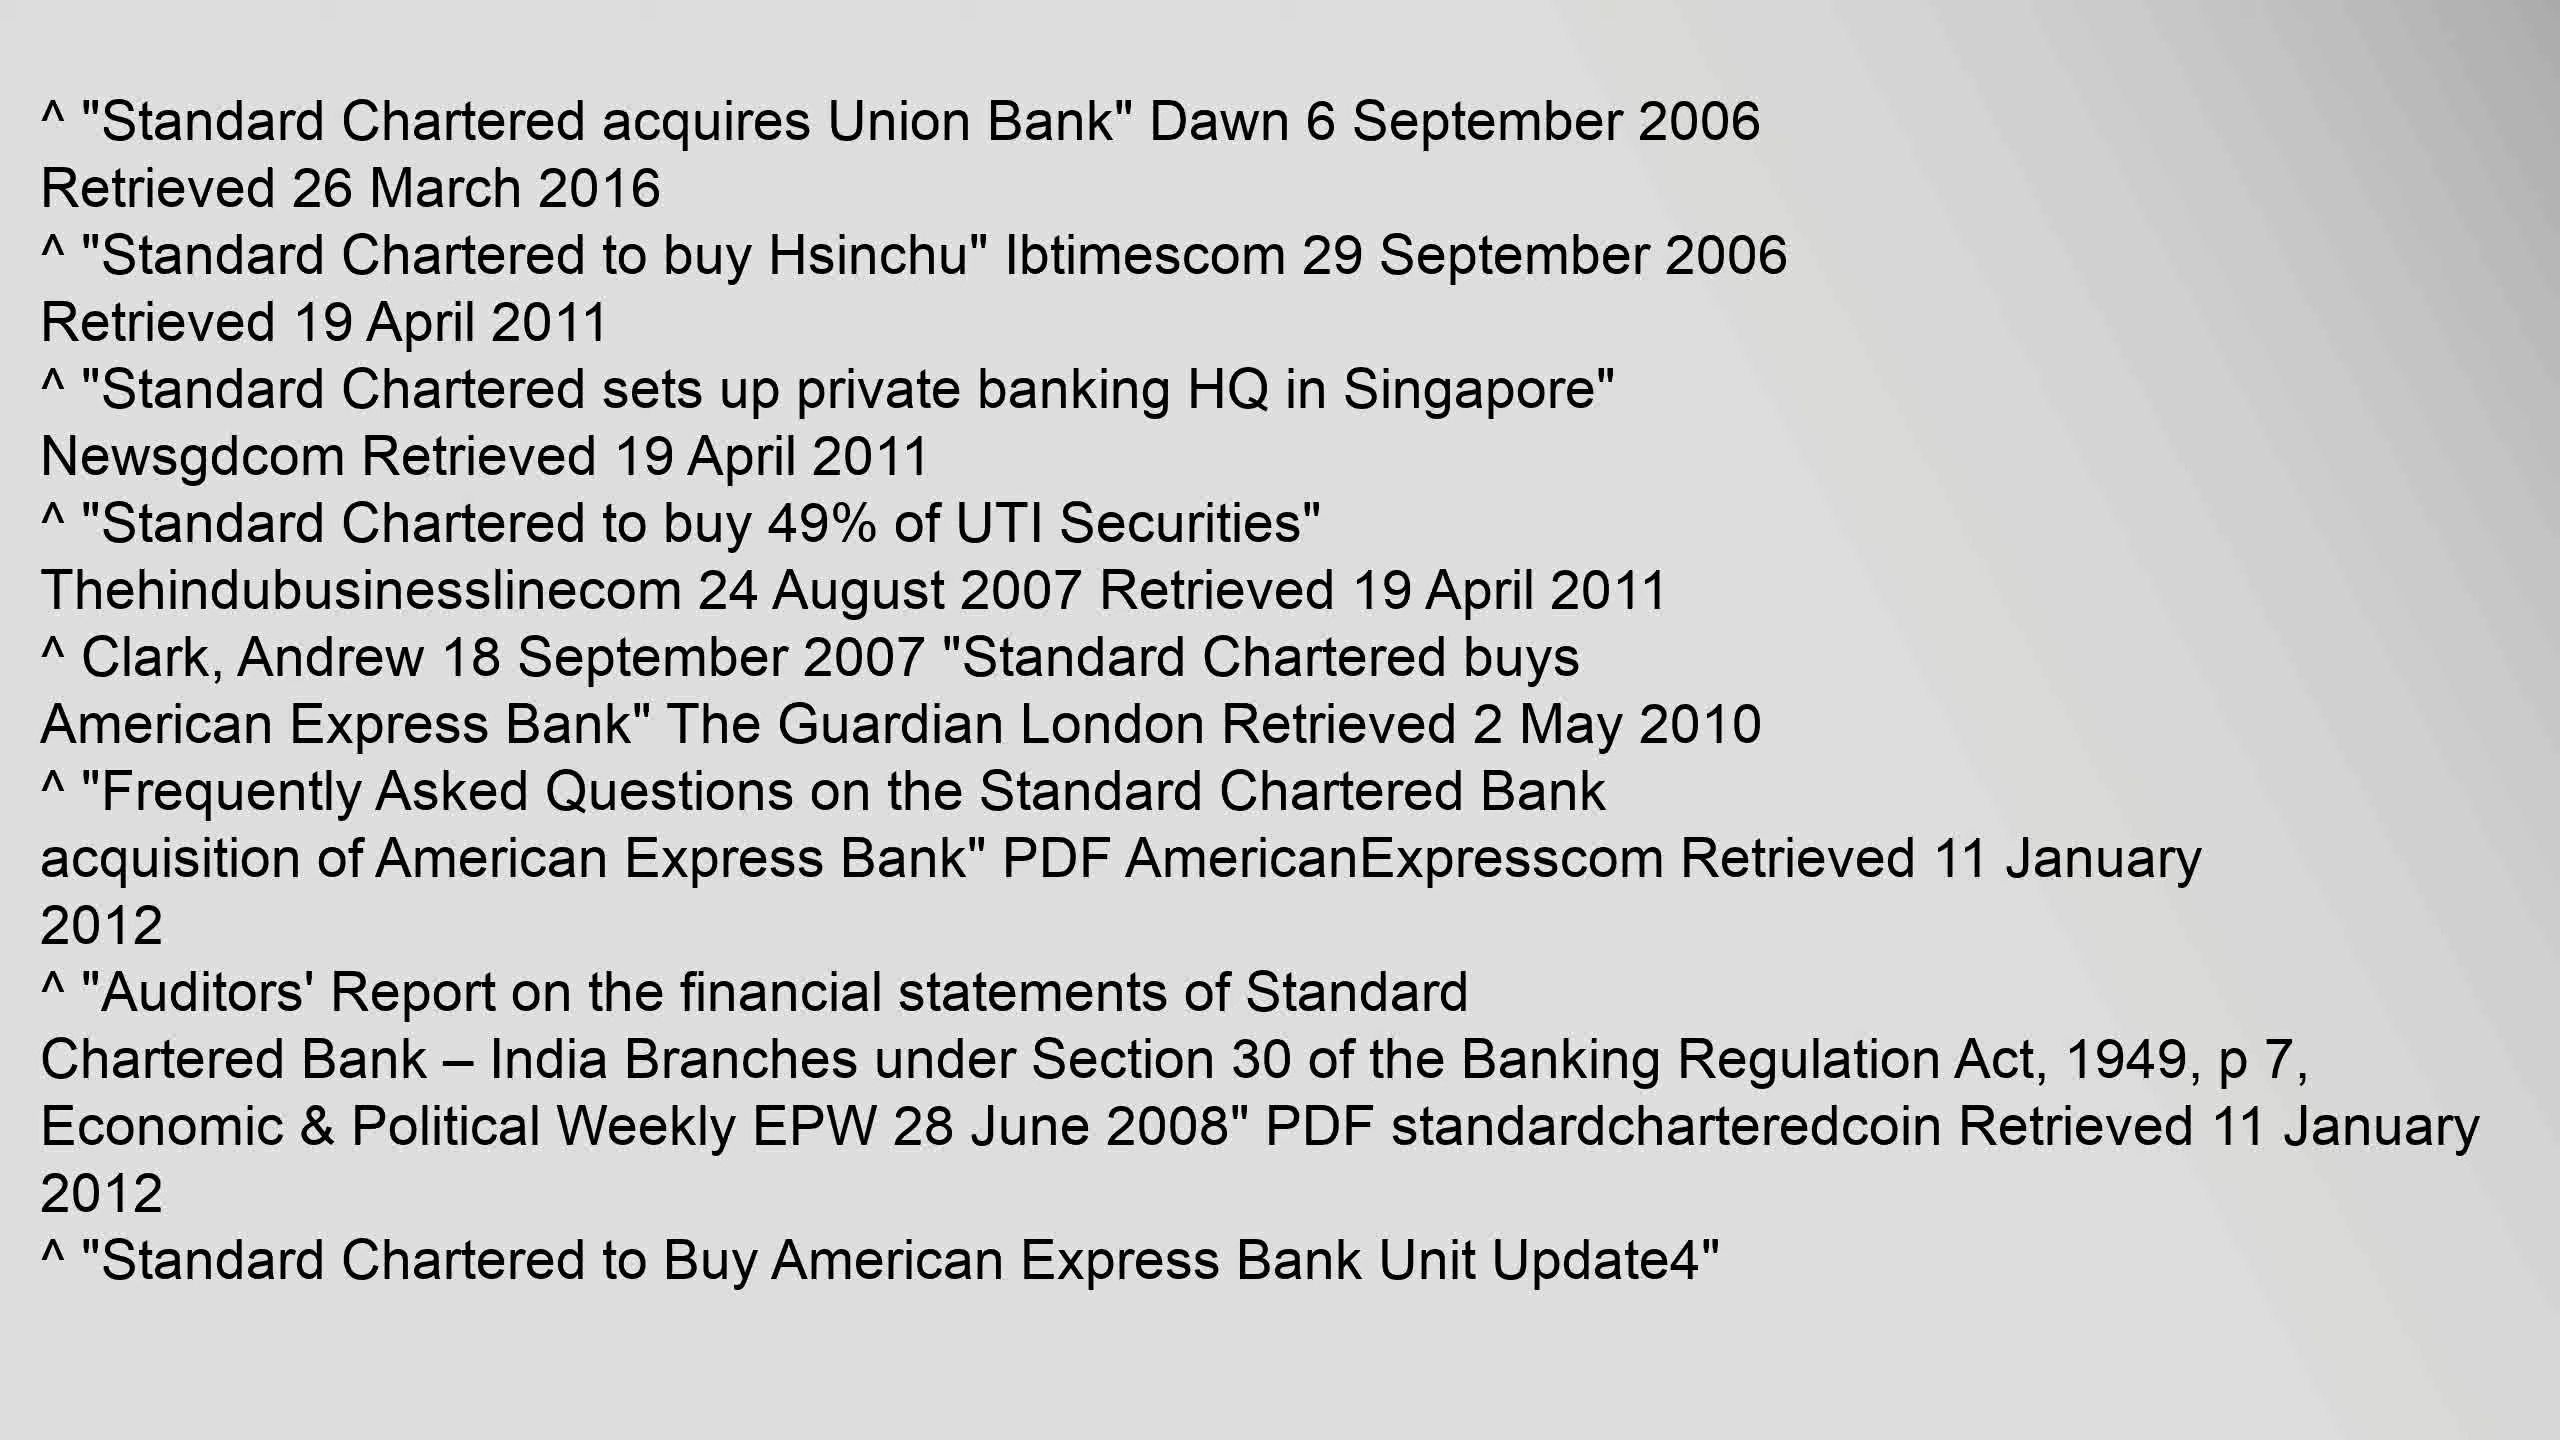 ^ "Standard Chartered acquires Union Bank" Dawn 6 September 2006
Retrieved 26 March 2016
^ "Standard Chartered to buy Hsinchu" Ibtimescom 29 September 2006
Retrieved 19 April 2011
^ "Standard Chartered sets up private banking HQ in Singapore"
Newsgdcom Retrieved 19 April 2011
^ "Standard Chartered to buy 49% of UTI Securities"
Thehindubusinesslinecom 24 August 2007 Retrieved 19 April 2011
^ Clark, Andrew 18 September 2007 "Standard Chartered buys
American Express Bank" The Guardian London Retrieved 2 May 2010
^ "Frequently Asked Questions on the Standard Chartered Bank
acquisition of American Express Bank" PDF AmericanExpresscom Retrieved 11 January
2012
^ "Auditors' Report on the financial statements of Standard
Chartered Bank – India Branches under Section 30 of the Banking Regulation Act, 1949, p 7,
Economic & Political Weekly EPW 28 June 2008" PDF standardcharteredcoin Retrieved 11 January
2012
^ "Standard Chartered to Buy American Express Bank Unit Update4"